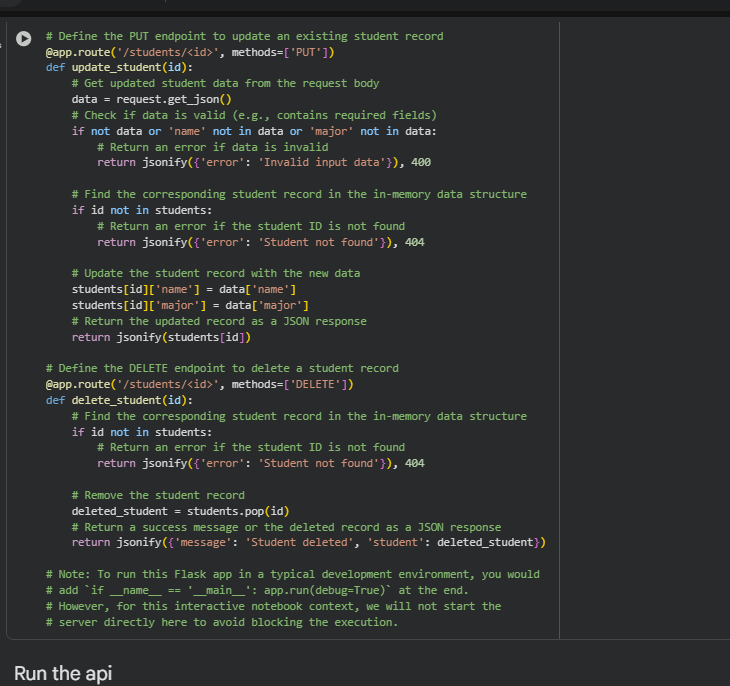 # Define the PUT endpoint to update an existing student record
@app.route('/students/<id>', methods=['PUT'])
def update_student(id):
    # Get updated student data from the request body
    data = request.get_json()
    # Check if data is valid (e.g., contains required fields)
    if not data or 'name' not in data or 'major' not in data:
        # Return an error if data is invalid
        return jsonify({'error': 'Invalid input data'}), 400

    # Find the corresponding student record in the in-memory data structure
    if id not in students:
        # Return an error if the student ID is not found
        return jsonify({'error': 'Student not found'}), 404

    # Update the student record with the new data
    students[id]['name'] = data['name']
    students[id]['major'] = data['major']
    # Return the updated record as a JSON response
    return jsonify(students[id])

# Define the DELETE endpoint to delete a student record
@app.route('/students/<id>', methods=['DELETE'])
def delete_student(id):
    # Find the corresponding student record in the in-memory data structure
    if id not in students:
        # Return an error if the student ID is not found
        return jsonify({'error': 'Student not found'}), 404

    # Remove the student record
    deleted_student = students.pop(id)
    # Return a success message or the deleted record as a JSON response
    return jsonify({'message': 'Student deleted', 'student': deleted_student})

# Note: To run this Flask app in a typical development environment, you would
# add `if __name__ == '__main__': app.run(debug=True)` at the end.
# However, for this interactive notebook context, we will not start the
# server directly here to avoid blocking the execution.
Run the api